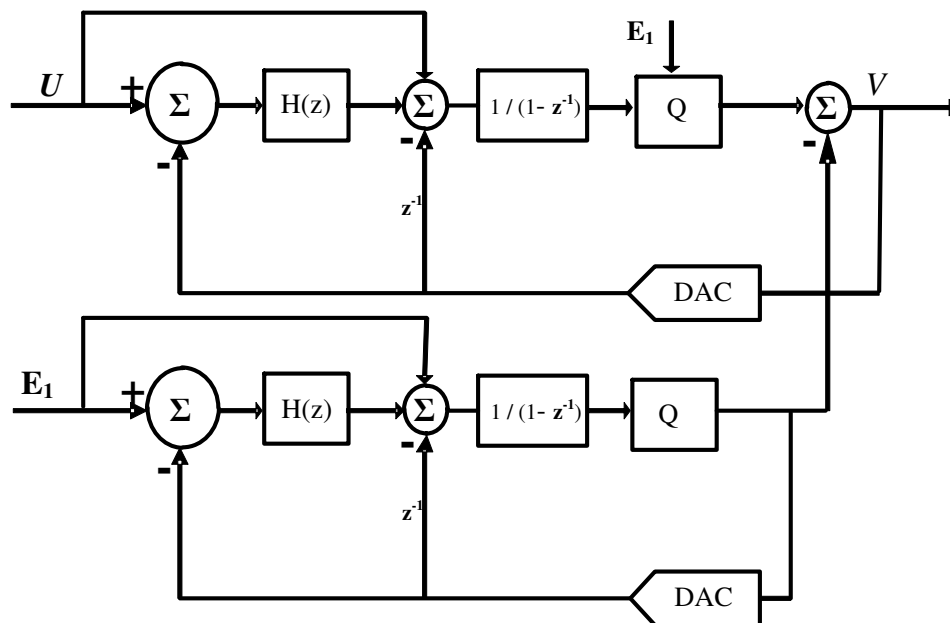 E₁
U + Σ H(z) Σ 1 / (1- z⁻¹) Q Σ V
- - -
z⁻¹
DAC
E₁ + Σ H(z) Σ 1 / (1- z⁻¹) Q
- -
z⁻¹
DAC